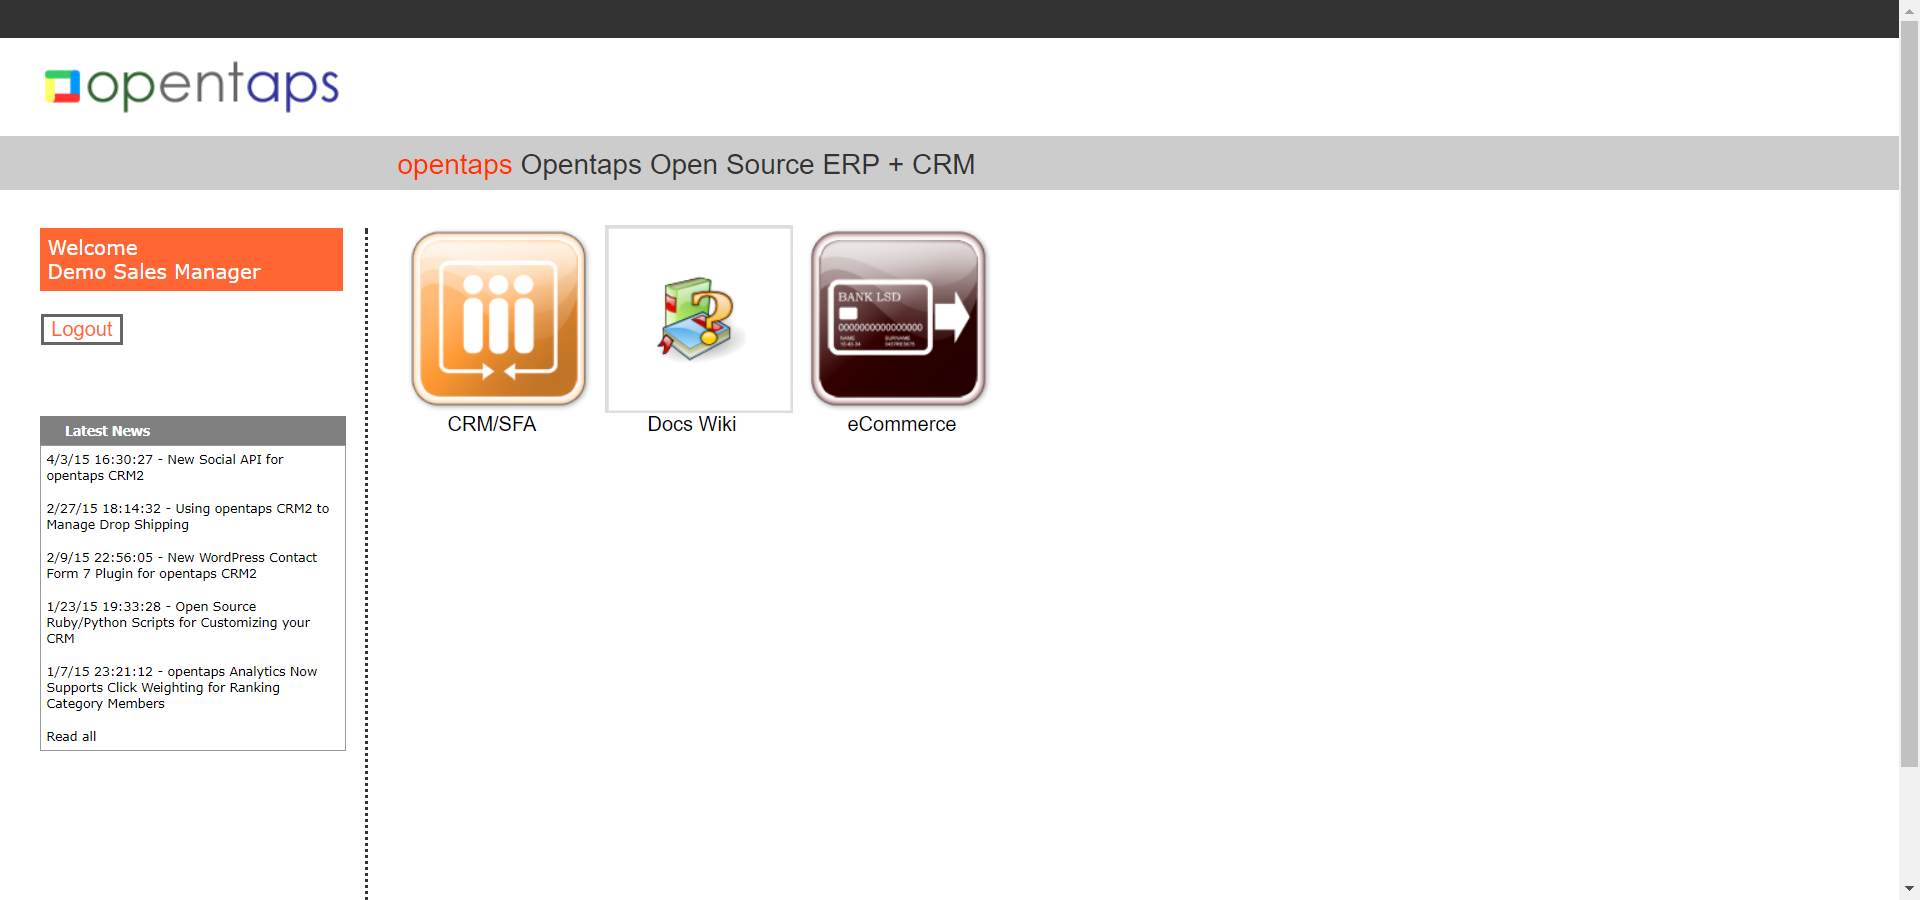 opentaps
opentaps Opentaps Open Source ERP + CRM
Welcome
Demo Sales Manager
Logout
Latest News
4/3/15 16:30:27 - New Social API for
opentaps CRM2
2/27/15 18:14:32 - Using opentaps CRM2 to
Manage Drop Shipping
2/9/15 22:56:05 - New WordPress Contact
Form 7 Plugin for opentaps CRM2
1/23/15 19:33:28 - Open Source
Ruby/Python Scripts for Customizing your
CRM
1/7/15 23:21:12 - opentaps Analytics Now
Supports Click Weighting for Ranking
Category Members
Read all
CRM/SFA
Docs Wiki
BANK LSD
0000000000000000
NAME SURNAME
eCommerce